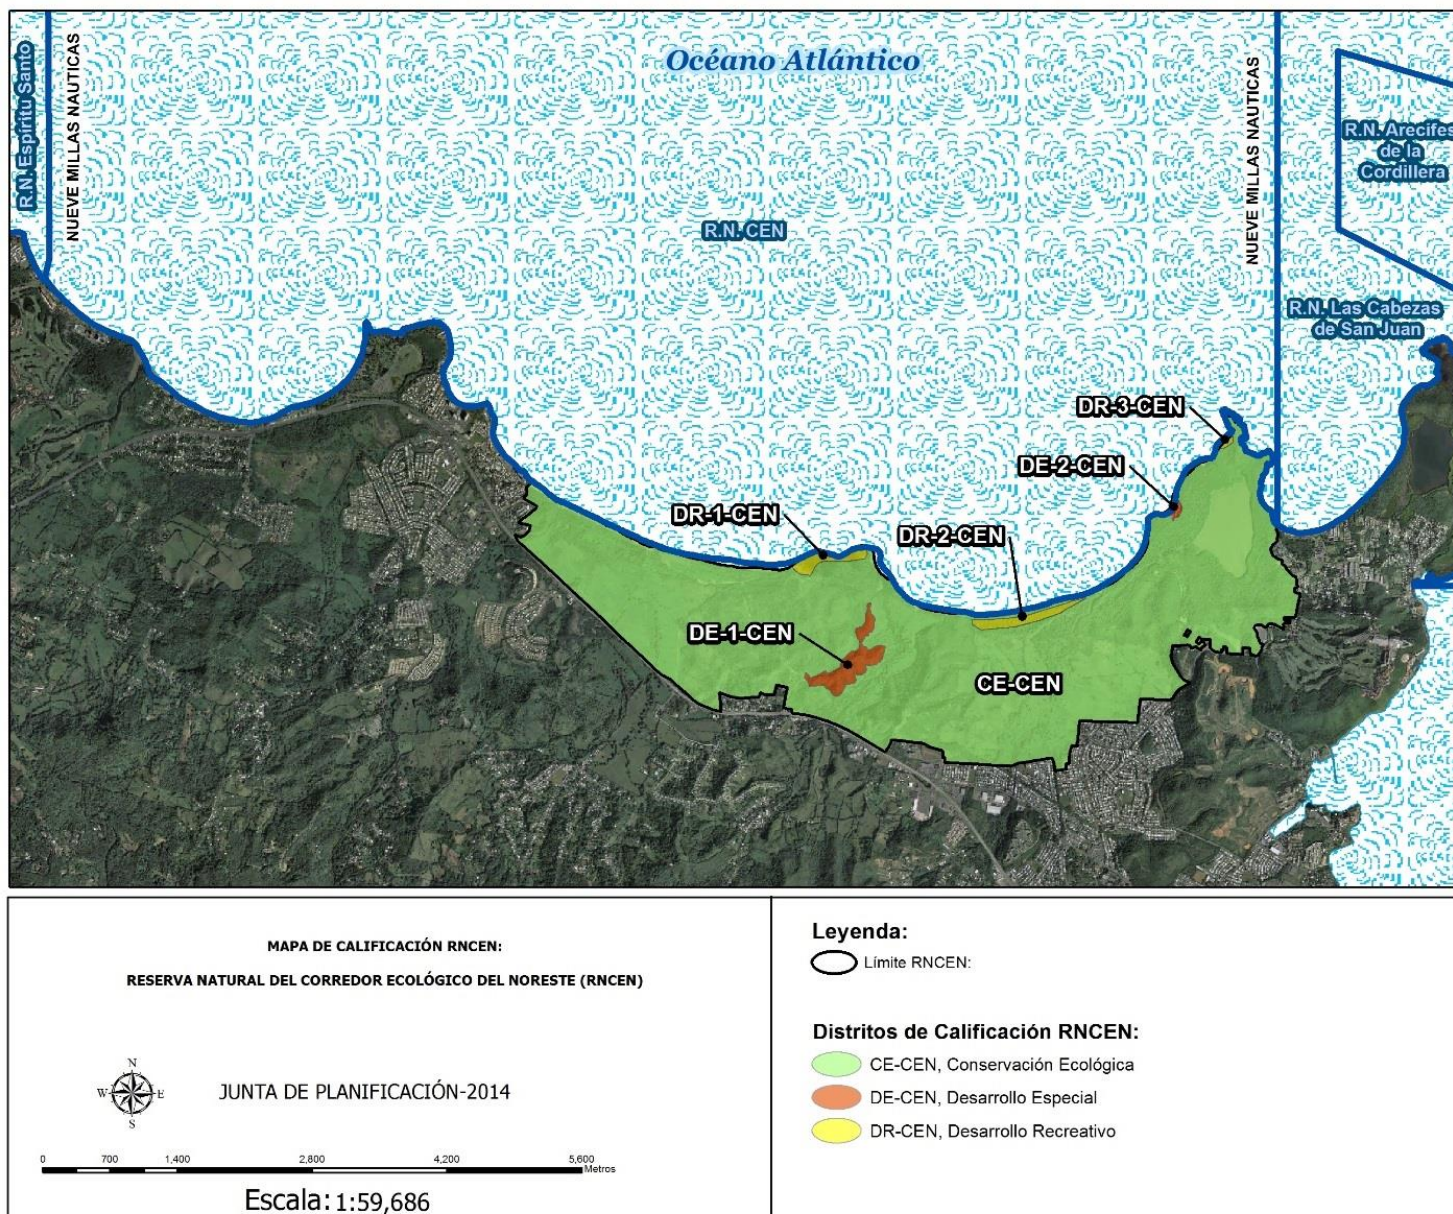 Océano Atlántico
R.N. Espíritu Santo
NUEVE MILLAS NAUTICAS
NUEVE MILLAS NAUTICAS
R.N. Arecifes
de la
Cordillera
R.N. CEN
R.N. Las Cabezas
de San Juan
DR-3-CEN
DE-2-CEN
DR-1-CEN
DR-2-CEN
DE-1-CEN
CE-CEN
MAPA DE CALIFICACIÓN RNCEN:
RESERVA NATURAL DEL CORREDOR ECOLÓGICO DEL NORESTE (RNCEN)
N
W E
S
JUNTA DE PLANIFICACIÓN-2014
0 700 1,400 2,800 4,200 5,600
Metros
Escala: 1:59,686
Leyenda:
Límite RNCEN:
Distritos de Calificación RNCEN:
CE-CEN, Conservación Ecológica
DE-CEN, Desarrollo Especial
DR-CEN, Desarrollo Recreativo